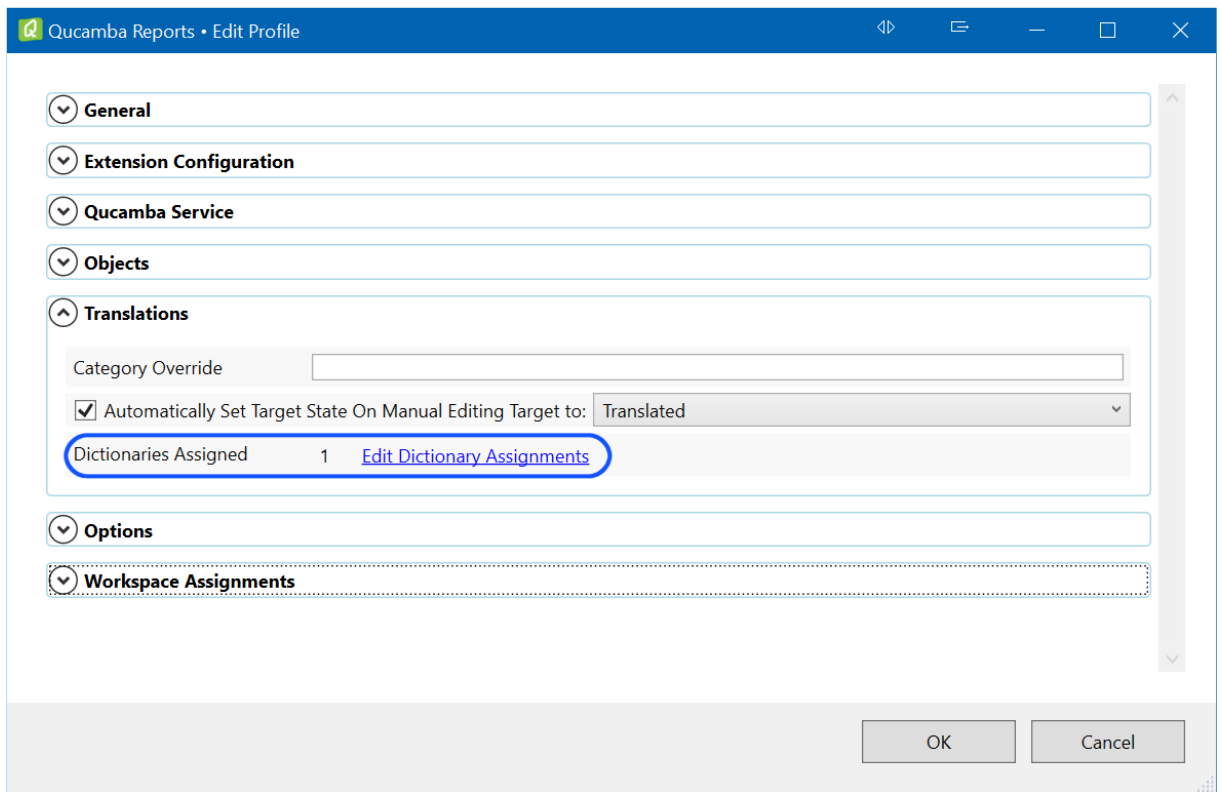 Qucamba Reports • Edit Profile
General
Extension Configuration
Qucamba Service
Objects
Translations
Category Override
Automatically Set Target State On Manual Editing Target to: Translated
Dictionaries Assigned 1 Edit Dictionary Assignments
Options
Workspace Assignments
OK Cancel